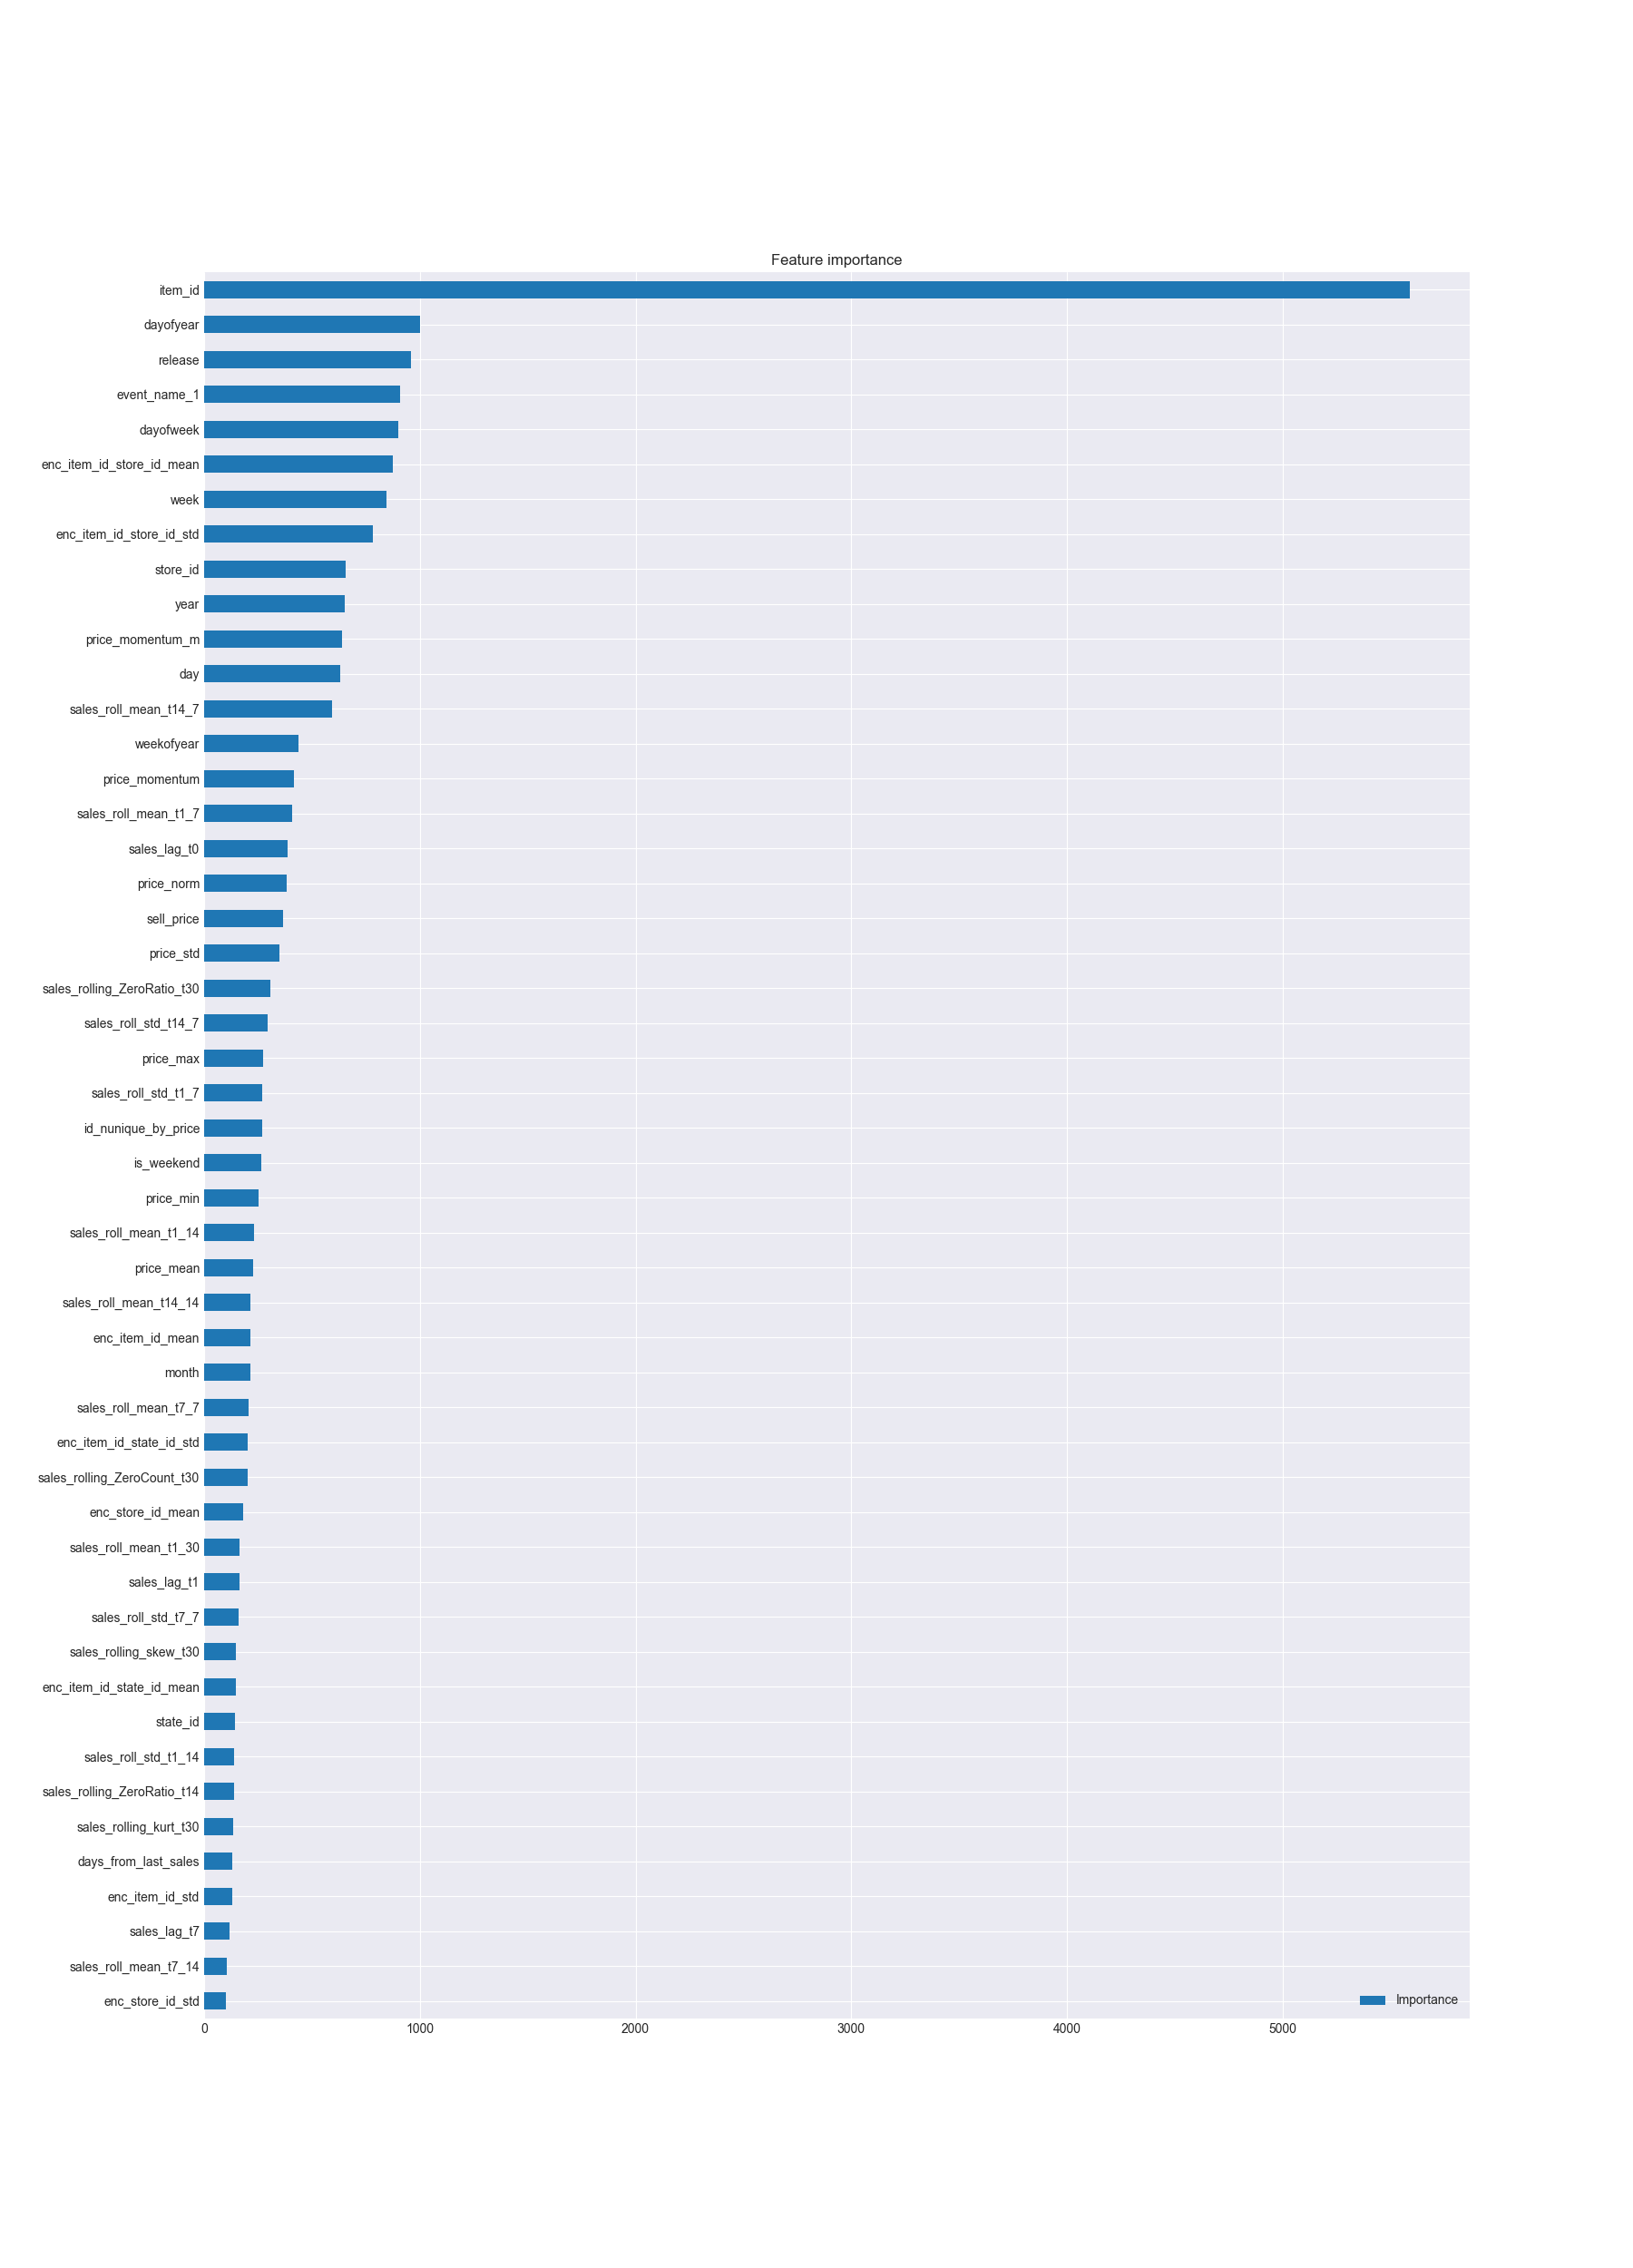 Feature importance
item_id
dayofyear
release
event_name_1
dayofweek
enc_item_id_store_id_mean
week
enc_item_id_store_id_std
store_id
year
price_momentum_m
day
sales_roll_mean_t14_7
weekofyear
price_momentum
sales_roll_mean_t1_7
sales_lag_t0
price_norm
sell_price
price_std
sales_rolling_ZeroRatio_t30
sales_roll_std_t14_7
price_max
sales_roll_std_t1_7
id_nunique_by_price
is_weekend
price_min
sales_roll_mean_t1_14
price_mean
sales_roll_mean_t14_14
enc_item_id_mean
month
sales_roll_mean_t7_7
enc_item_id_state_id_std
sales_rolling_ZeroCount_t30
enc_store_id_mean
sales_roll_mean_t1_30
sales_lag_t1
sales_roll_std_t7_7
sales_rolling_skew_t30
enc_item_id_state_id_mean
state_id
sales_roll_std_t1_14
sales_rolling_ZeroRatio_t14
sales_rolling_kurt_t30
days_from_last_sales
enc_item_id_std
sales_lag_t7
sales_roll_mean_t7_14
enc_store_id_std
Importance
0 1000 2000 3000 4000 5000